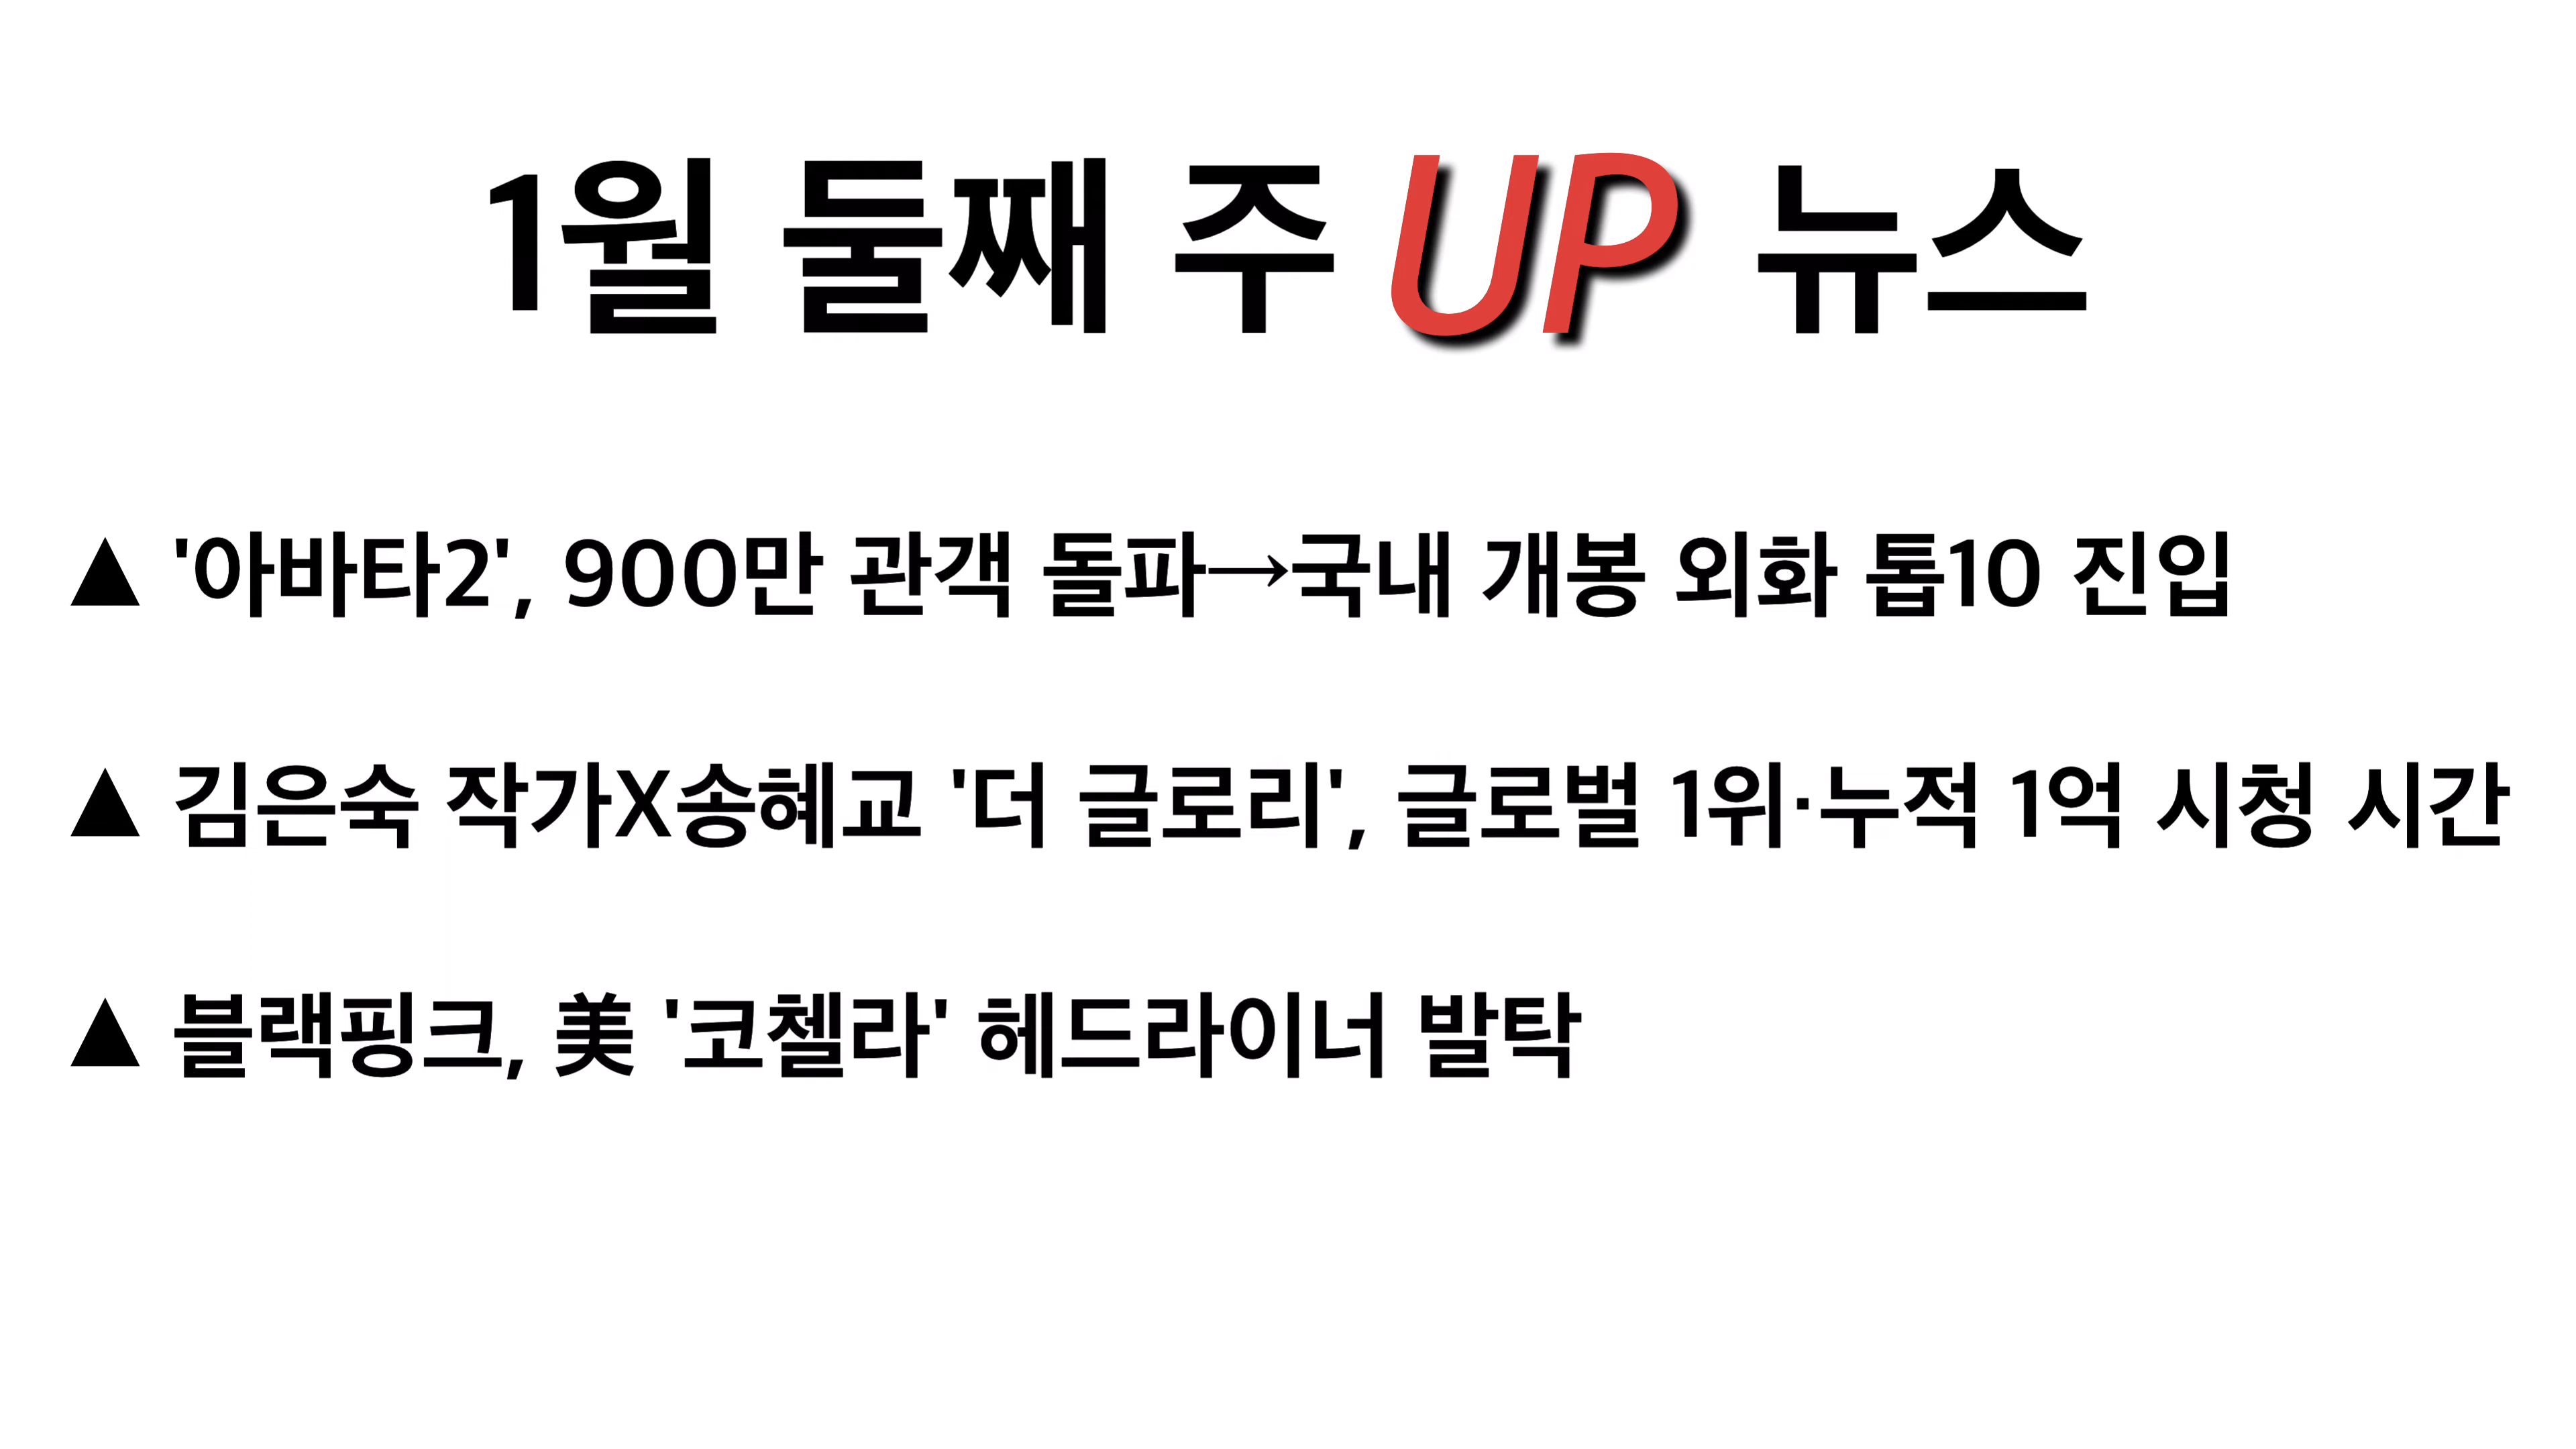 1월 둘째 주 UP 뉴스
▲ '아바타2', 900만 관객 돌파→국내 개봉 외화 톱10 진입
▲ 김은숙 작가X송혜교 '더 글로리', 글로벌 1위·누적 1억 시청 시간
▲ 블랙핑크, 美 '코첼라' 헤드라이너 발탁